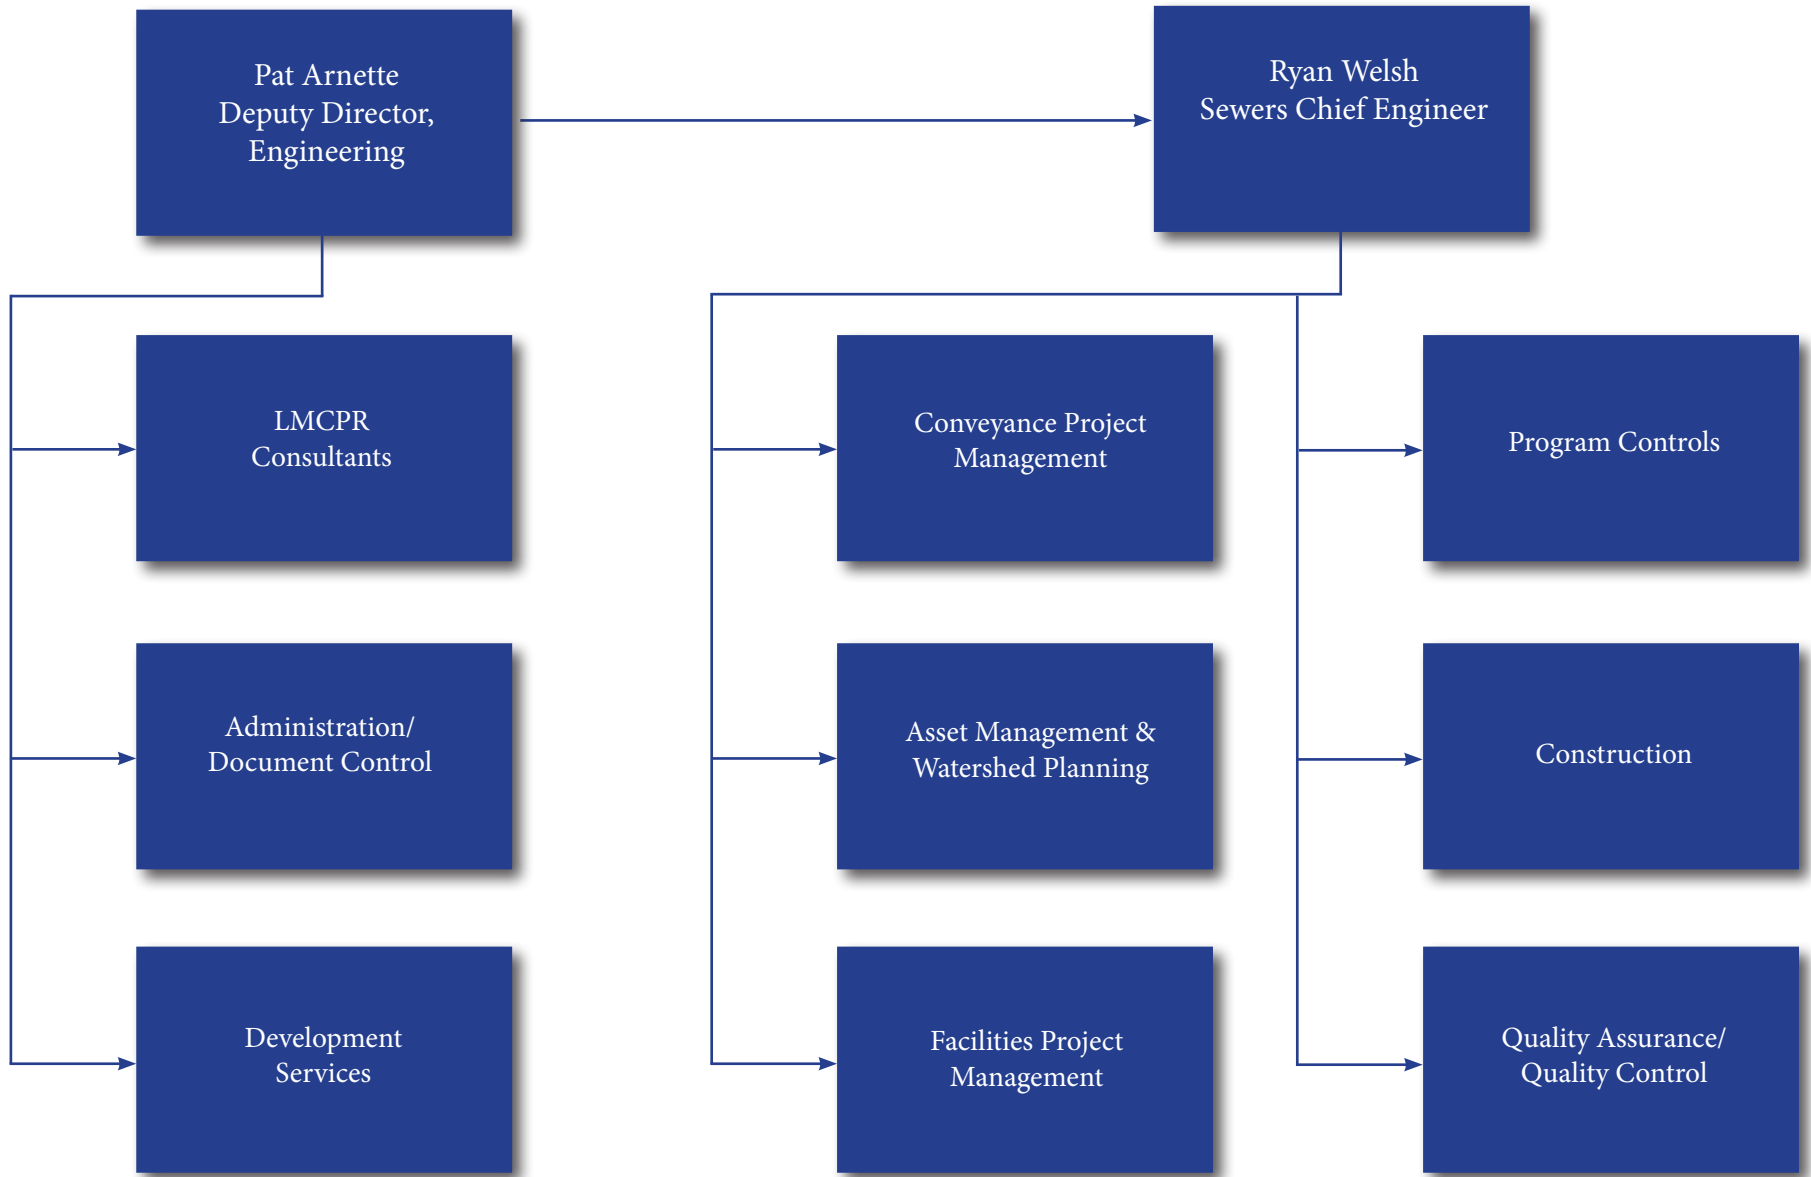 Pat Arnette
Deputy Director,
Engineering
Ryan Welsh
Sewers Chief Engineer
LMCPR
Consultants
Conveyance Project
Management
Program Controls
Administration/
Document Control
Asset Management &
Watershed Planning
Construction
Development
Services
Facilities Project
Management
Quality Assurance/
Quality Control